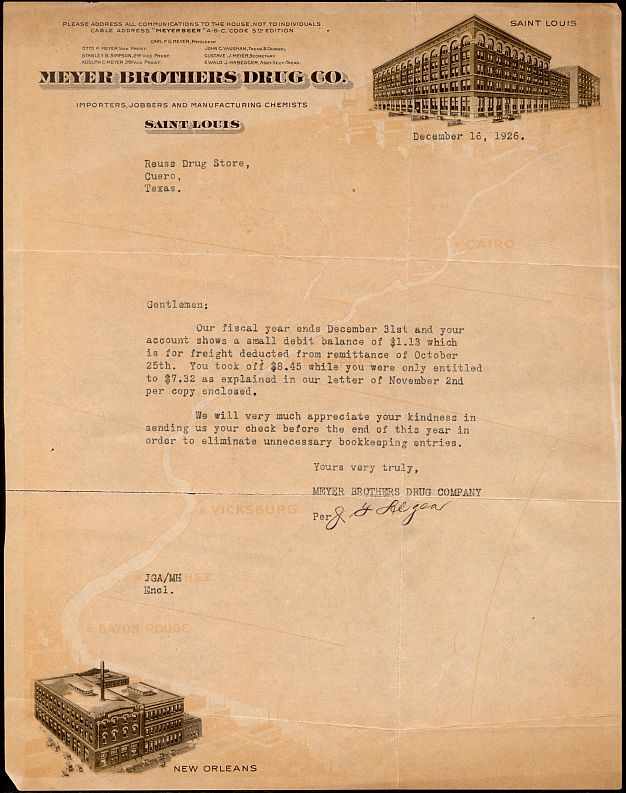 PLEASE ADDRESS ALL COMMUNICATIONS TO THE HOUSE, NOT TO INDIVIDUALS.
CABLE ADDRESS "MEYERBEER" A·B·C. CODE 5TH EDITION
CARL F.G. MEYER, PRESIDENT
OTTO P. MEYER, VICE PREST. JOHN C. VAUGHAN, TREAS. & COUNSEL
STANLEY B. SIMPSON, 2ND VICE PREST. GUSTAVE J. MEYER, SECRETARY
ADOLPH C. MEYER 3RD VICE PREST. EWALD J. HABEGGER, ASST. SECT-TREAS.
MEYER BROTHERS DRUG CO.
IMPORTERS, JOBBERS AND MANUFACTURING CHEMISTS
SAINT LOUIS
SAINT LOUIS
December 16, 1926.
Reuss Drug Store,
Cuero,
Texas.
CAIRO
Gentlemen:
Our fiscal year ends December 31st and your
account shows a small debit balance of $1.13 which
is for freight deducted from remittance of October
25th. You took off $8.45 while you were only entitled
to $7.32 as explained in our letter of November 2nd
per copy enclosed.
We will very much appreciate your kindness in
sending us your check before the end of this year in
order to eliminate unnecessary bookkeeping entries.
Yours very truly,
MEYER BROTHERS DRUG COMPANY
Per
VICKSBURG
JGA/MH
HEZ
Encl.
BATON ROUGE
NEW ORLEANS